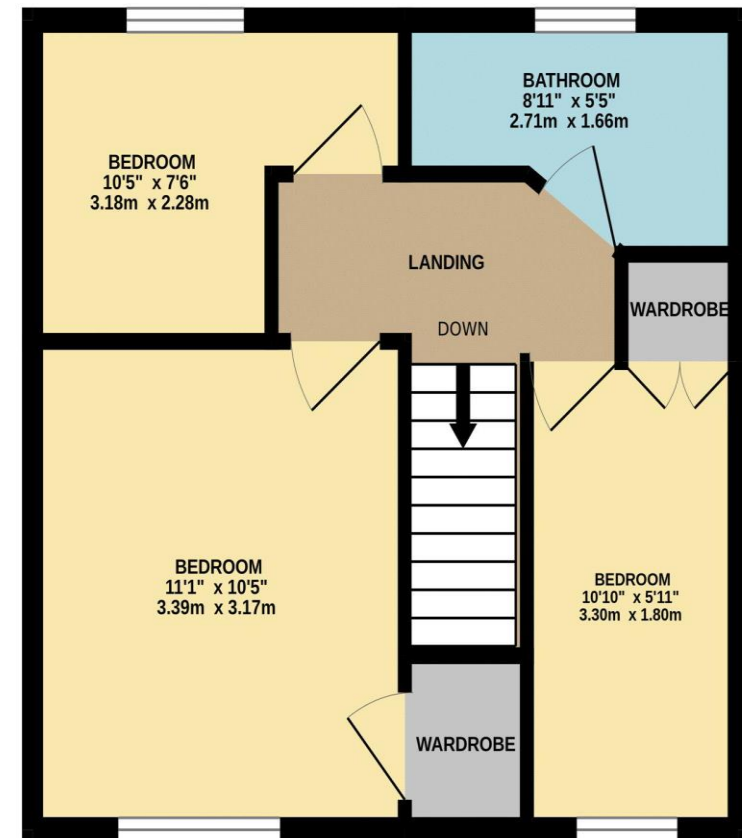 BATHROOM
8'11" x 5'5"
2.71m x 1.66m
BEDROOM
10'5" x 7'6"
3.18m x 2.28m
LANDING
WARDROBE
DOWN
BEDROOM
11'1" x 10'5"
3.39m x 3.17m
BEDROOM
10'10" x 5'11"
3.30m x 1.80m
WARDROBE